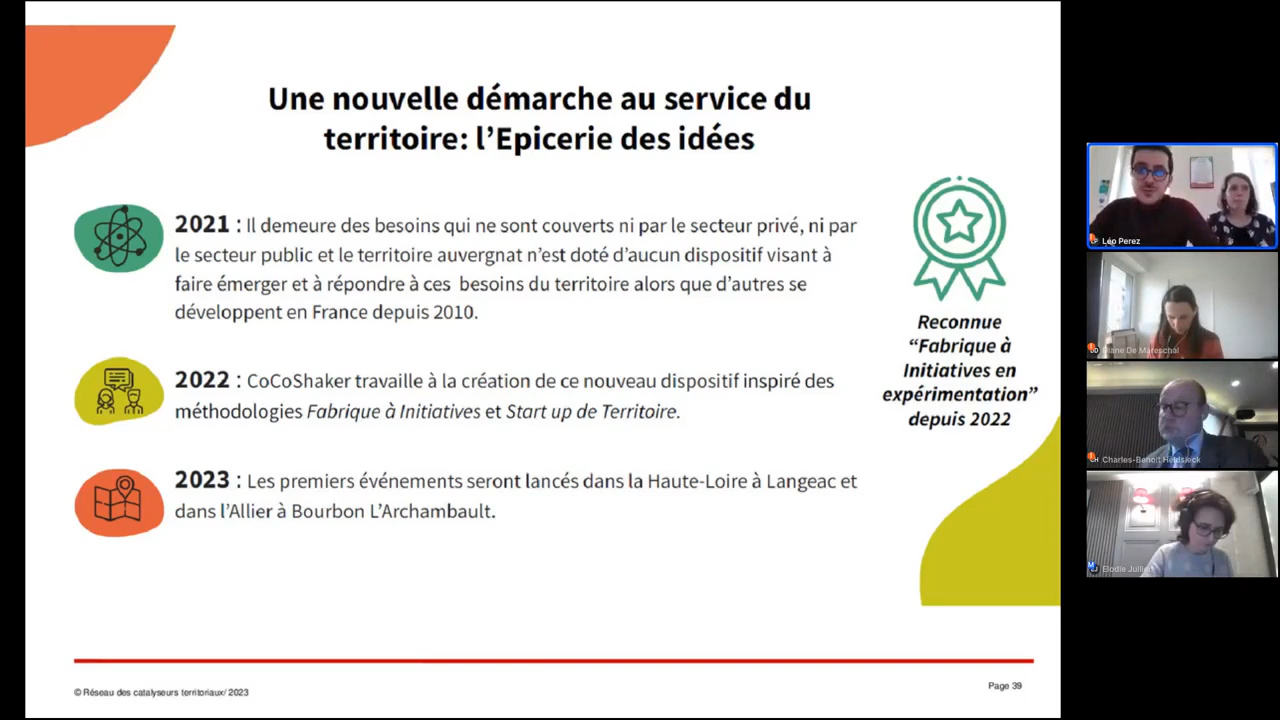 Une nouvelle démarche au service du
territoire: l’Epicerie des idées
2021 : Il demeure des besoins qui ne sont couverts ni par le secteur privé, ni par
le secteur public et le territoire auvergnat n’est doté d’aucun dispositif visant à
faire émerger et à répondre à ces besoins du territoire alors que d’autres se
développent en France depuis 2010.
2022 : CoCoShaker travaille à la création de ce nouveau dispositif inspiré des
méthodologies Fabrique à Initiatives et Start up de Territoire.
2023 : Les premiers événements seront lancés dans la Haute-Loire à Langeac et
dans l’Allier à Bourbon L’Archambault.
Reconnue
“Fabrique à
Initiatives en
expérimentation”
depuis 2022
© Réseau des catalyseurs territoriaux/ 2023
Page 39
Léo Perez
Diane De Mareschal
Charles-Benoit Heidsieck
Elodie Jullien